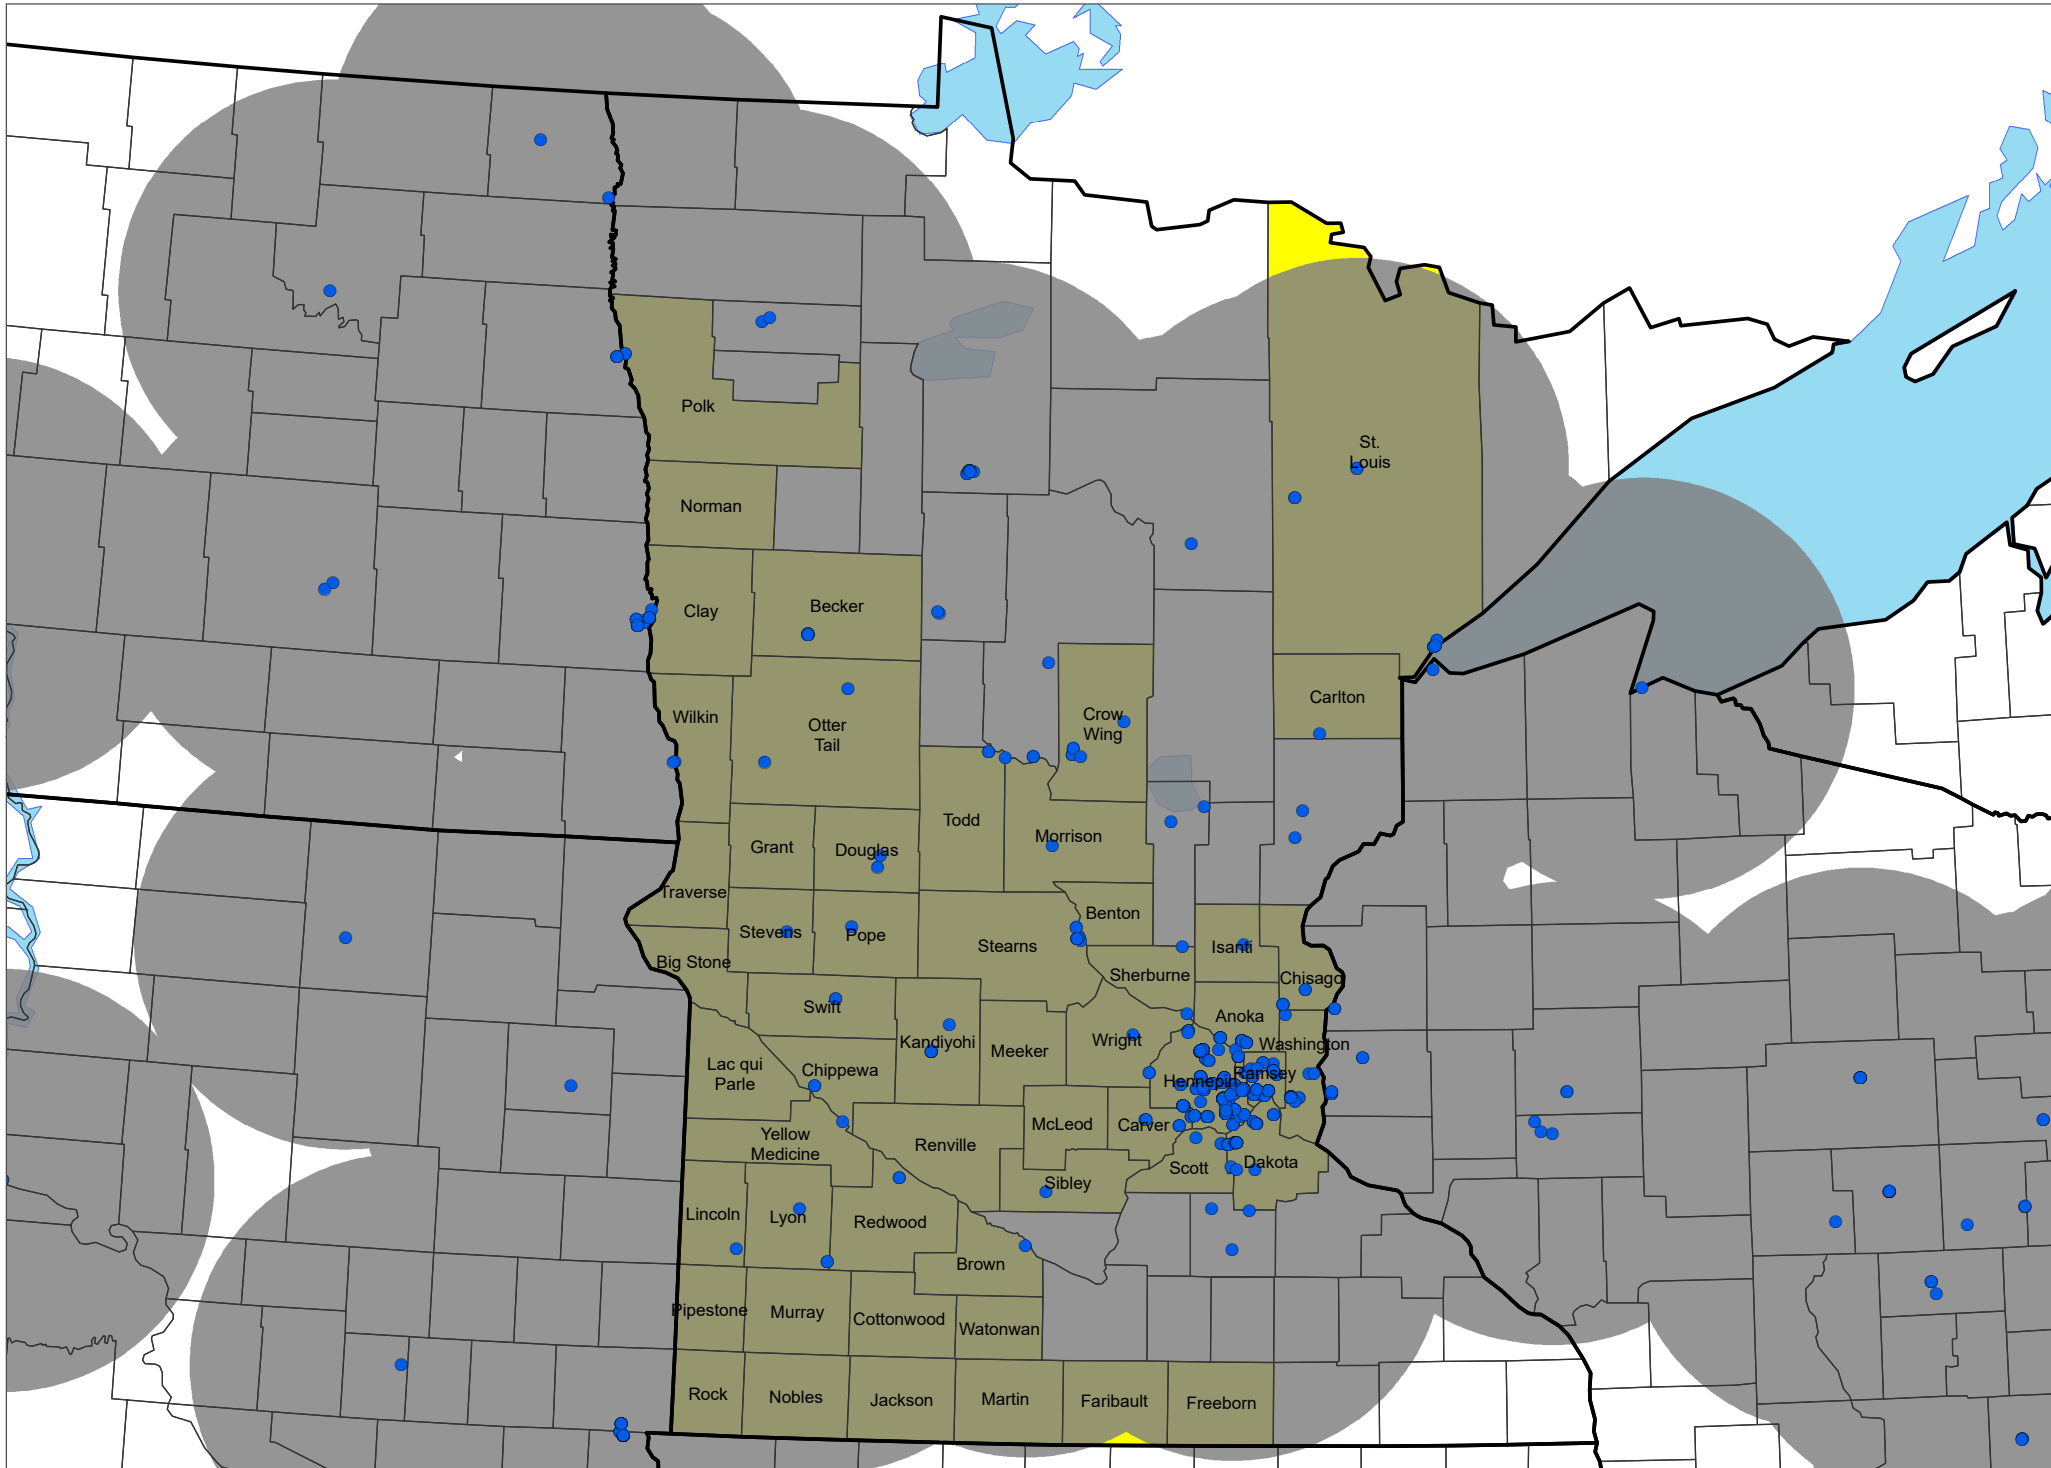 St.
Louis
Polk
Norman
Clay
Becker
Carlton
Wilkin
Otter
Tail
Crow
Wing
Todd
Morrison
Grant
Douglas
Traverse
Benton
Stevens
Pope
Stearns
Isanti
Big Stone
Sherburne
Chisago
Swift
Anoka
Kandiyohi
Meeker
Wright
Washington
Lac qui
Parle
Chippewa
Hennepin
Ramsey
McLeod
Carver
Yellow
Medicine
Renville
Scott
Dakota
Sibley
Lincoln
Lyon
Redwood
Brown
Pipestone
Murray
Cottonwood
Watonwan
Rock
Nobles
Jackson
Martin
Faribault
Freeborn